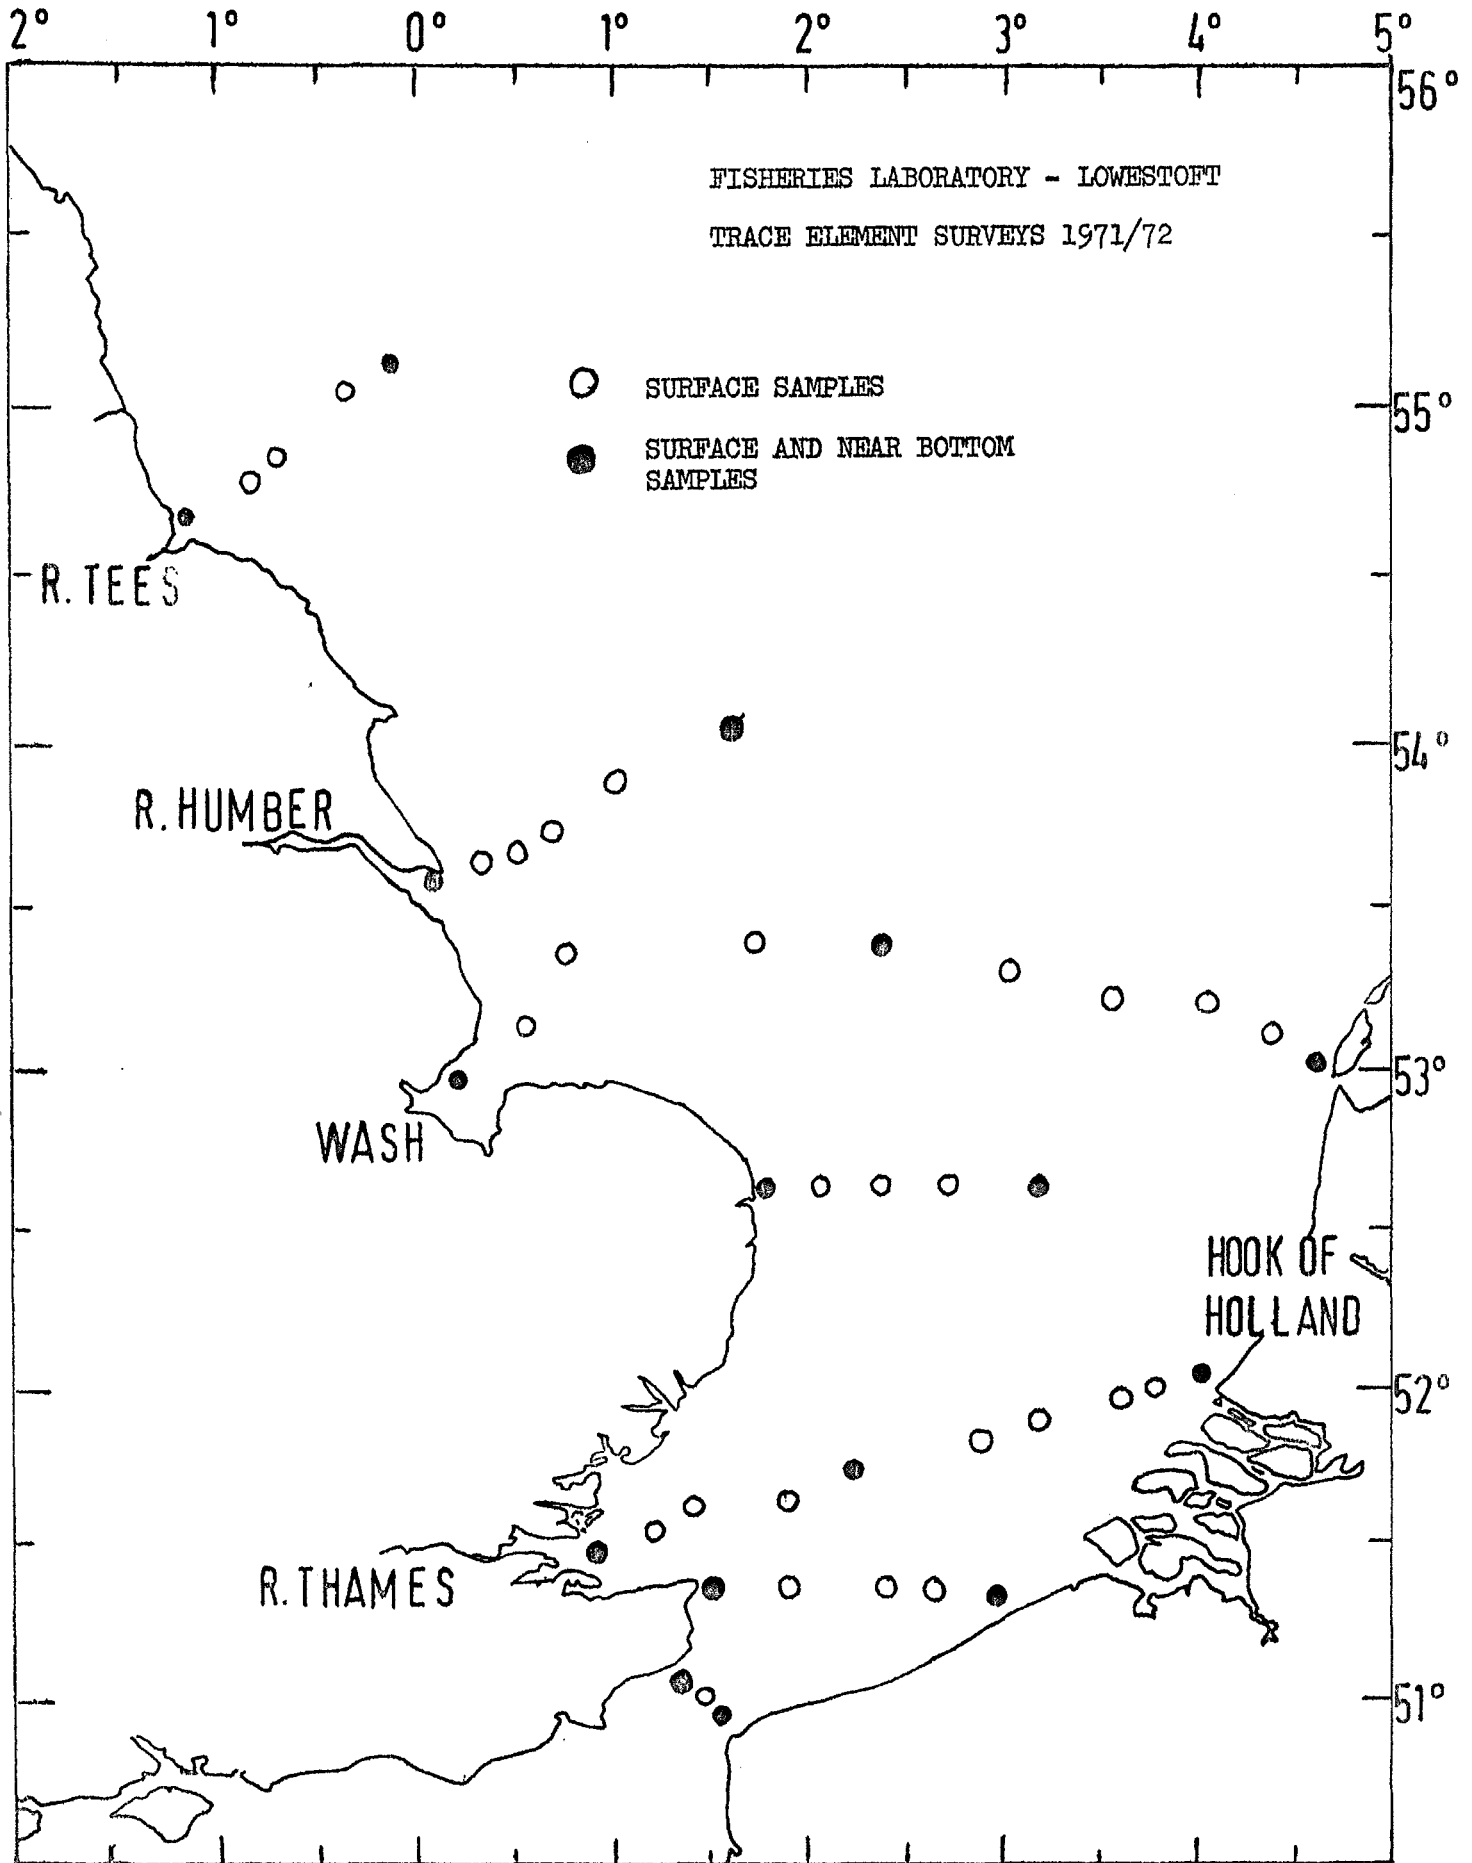 2° 1° 0° 1° 2° 3° 4° 5°
56°
FISHERIES LABORATORY - LOWESTOFT
TRACE ELEMENT SURVEYS 1971/72
SURFACE SAMPLES
55°
SURFACE AND NEAR BOTTOM
SAMPLES
R. TEES
54°
R. HUMBER
53°
WASH
HOOK OF
HOLLAND
52°
R. THAMES
51°